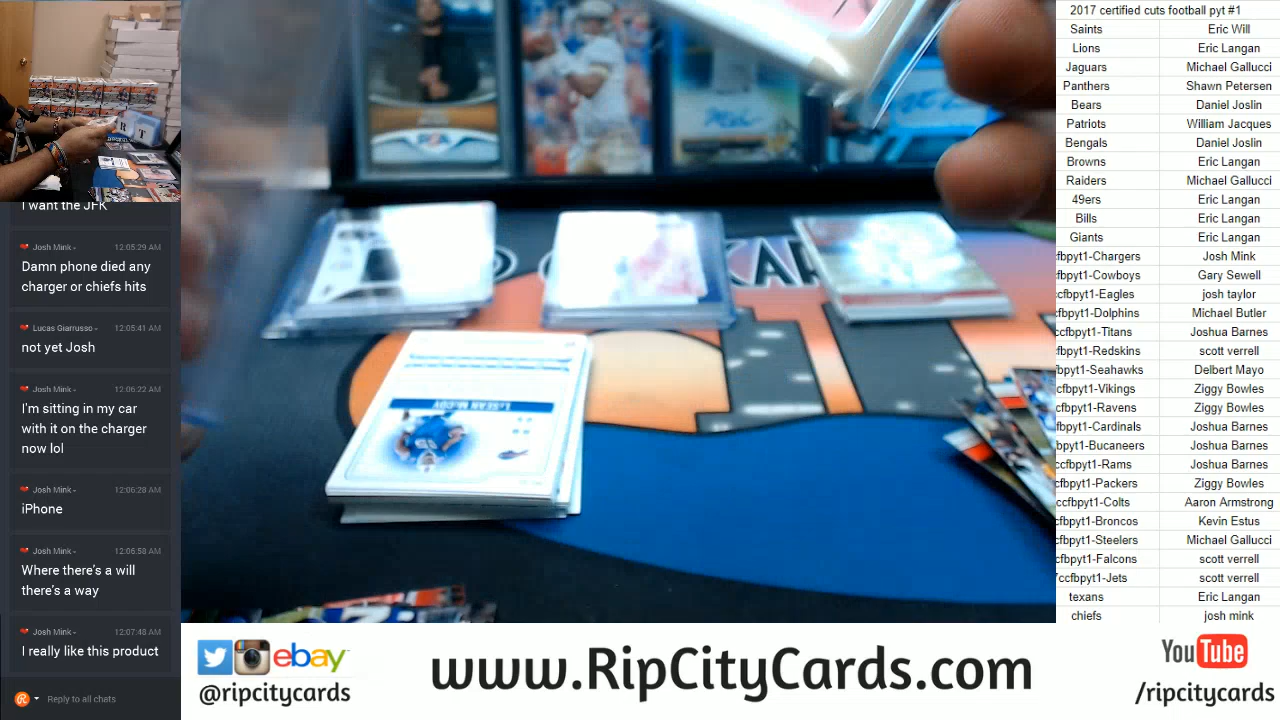 I want the JFK
Josh Mink 12:05:29 AM
Damn phone died any
charger or chiefs hits
Lucas Giarrusso 12:05:41 AM
not yet Josh
Josh Mink 12:06:22 AM
I'm sitting in my car
with it on the charger
now lol
Josh Mink 12:06:28 AM
iPhone
Josh Mink 12:06:58 AM
Where there's a will
there's a way
Josh Mink 12:07:48 AM
I really like this product
Reply to all chats
LESEAN McCOY
2017 certified cuts football pyt #1
Saints Eric Will
Lions Eric Langan
Jaguars Michael Gallucci
Panthers Shawn Petersen
Bears Daniel Joslin
Patriots William Jacques
Bengals Daniel Joslin
Browns Eric Langan
Raiders Michael Gallucci
49ers Eric Langan
Bills Eric Langan
Giants Eric Langan
cfbpyt1-Chargers Josh Mink
ccfbpyt1-Cowboys Gary Sewell
ccfbpyt1-Eagles josh taylor
cfbpyt1-Dolphins Michael Butler
ccfbpyt1-Titans Joshua Barnes
cfbpyt1-Redskins scott verrell
fbpyt1-Seahawks Delbert Mayo
cfbpyt1-Vikings Ziggy Bowles
cfbpyt1-Ravens Ziggy Bowles
cfbpyt1-Cardinals Joshua Barnes
bpyt1-Bucaneers Joshua Barnes
ccfbpyt1-Rams Joshua Barnes
cfbpyt1-Packers Ziggy Bowles
ccfbpyt1-Colts Aaron Armstrong
cfbpyt1-Broncos Kevin Estus
cfbpyt1-Steelers Michael Gallucci
cfbpyt1-Falcons scott verrell
ccfbpyt1-Jets scott verrell
texans Eric Langan
chiefs josh mink
ebay
@ripcitycards
www.RipCityCards.com
YouTube
/ripcitycards